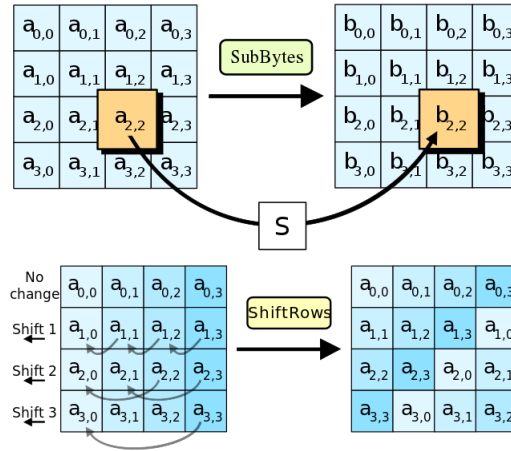 a0,0 a0,1 a0,2 a0,3 b0,0 b0,1 b0,2 b0,3
SubBytes
a1,0 a1,1 a1,2 a1,3 b1,0 b1,1 b1,2 b1,3
a2,0 a2,1 a2,2 a2,3 b2,0 b2,1 b2,2 b2,3
a3,0 a3,1 a3,2 a3,3 b3,0 b3,1 b3,2 b3,3
S
No
change
a0,0 a0,1 a0,2 a0,3 a0,0 a0,1 a0,2 a0,3
ShiftRows
Shift 1 a1,0 a1,1 a1,2 a1,3 a1,1 a1,2 a1,3 a1,0
Shift 2 a2,0 a2,1 a2,2 a2,3 a2,2 a2,3 a2,0 a2,1
Shift 3 a3,0 a3,1 a3,2 a3,3 a3,3 a3,0 a3,1 a3,2